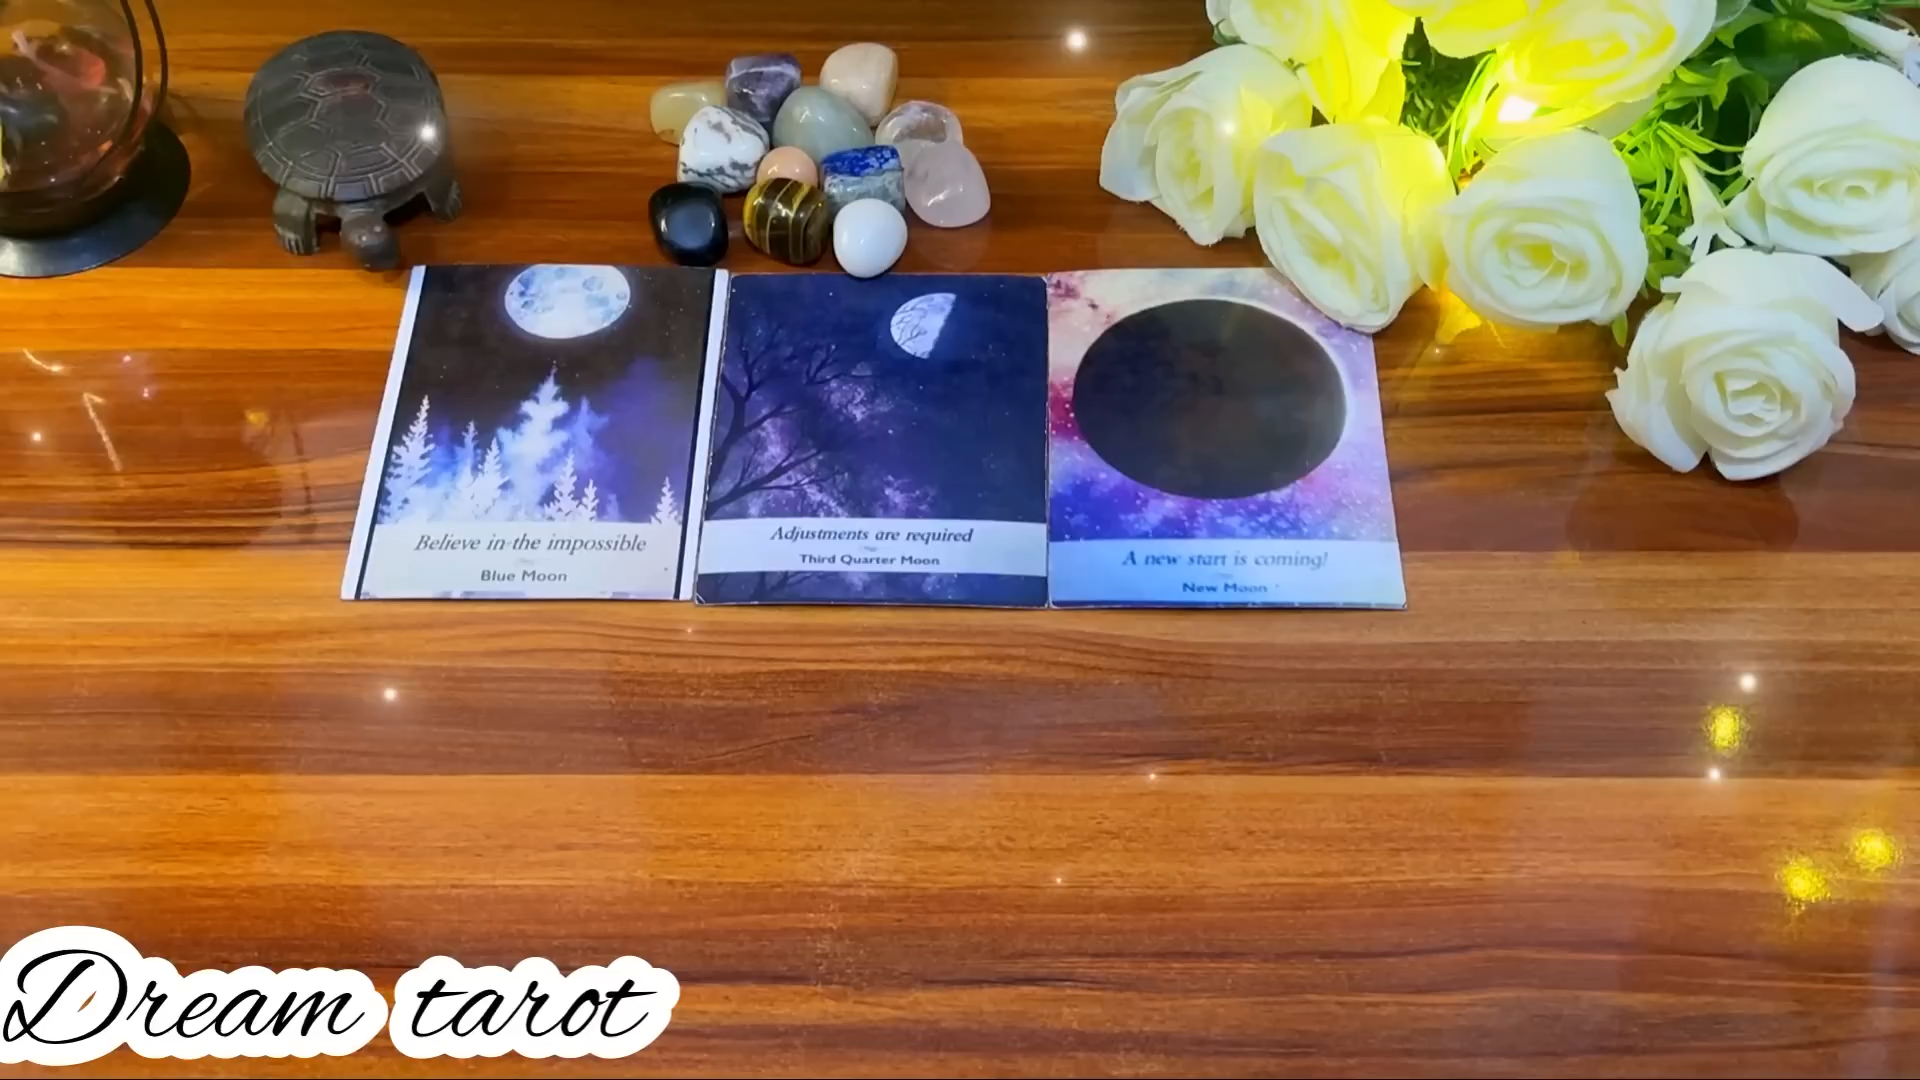 Believe in the impossible
Blue Moon
Adjustments are required
Third Quarter Moon
A new start is coming!
New Moon
Dream tarot